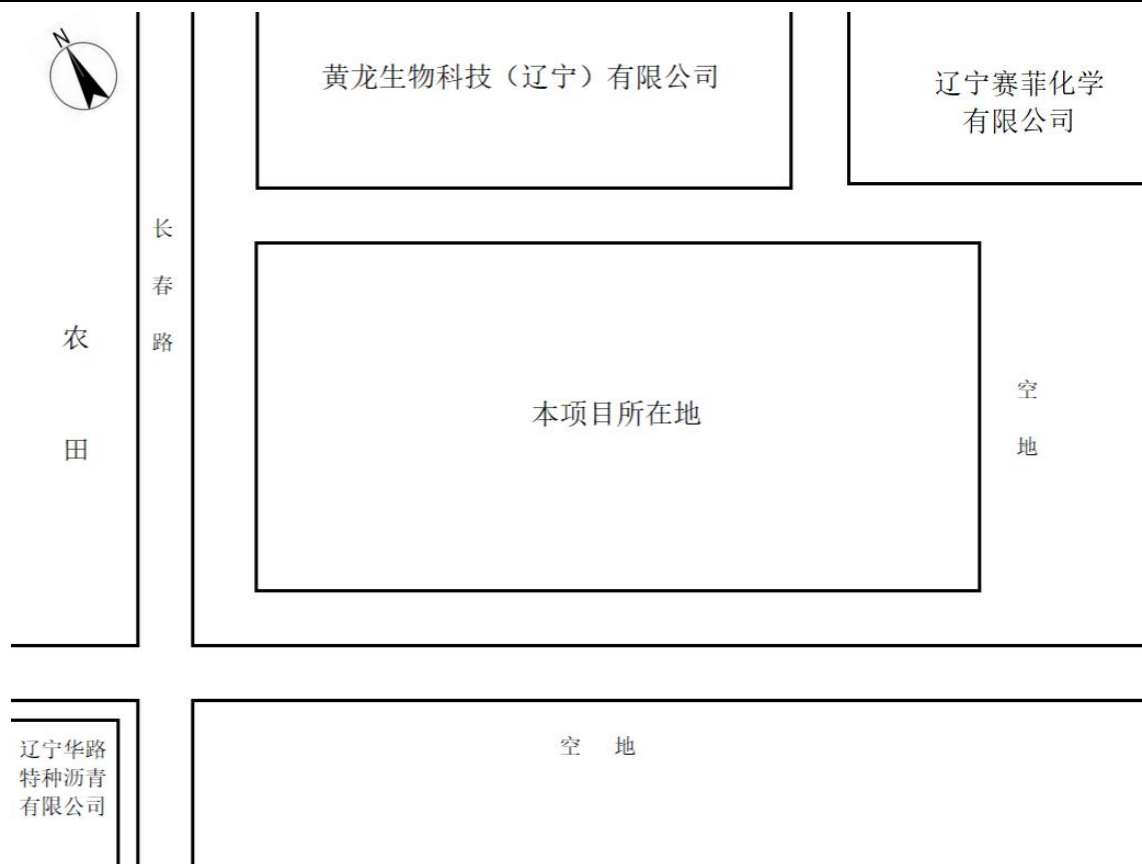 N
黄龙生物科技（辽宁）有限公司
辽宁赛菲化学
有限公司
长春路
农田
本项目所在地
空地
空 地
辽宁华路
特种沥青
有限公司